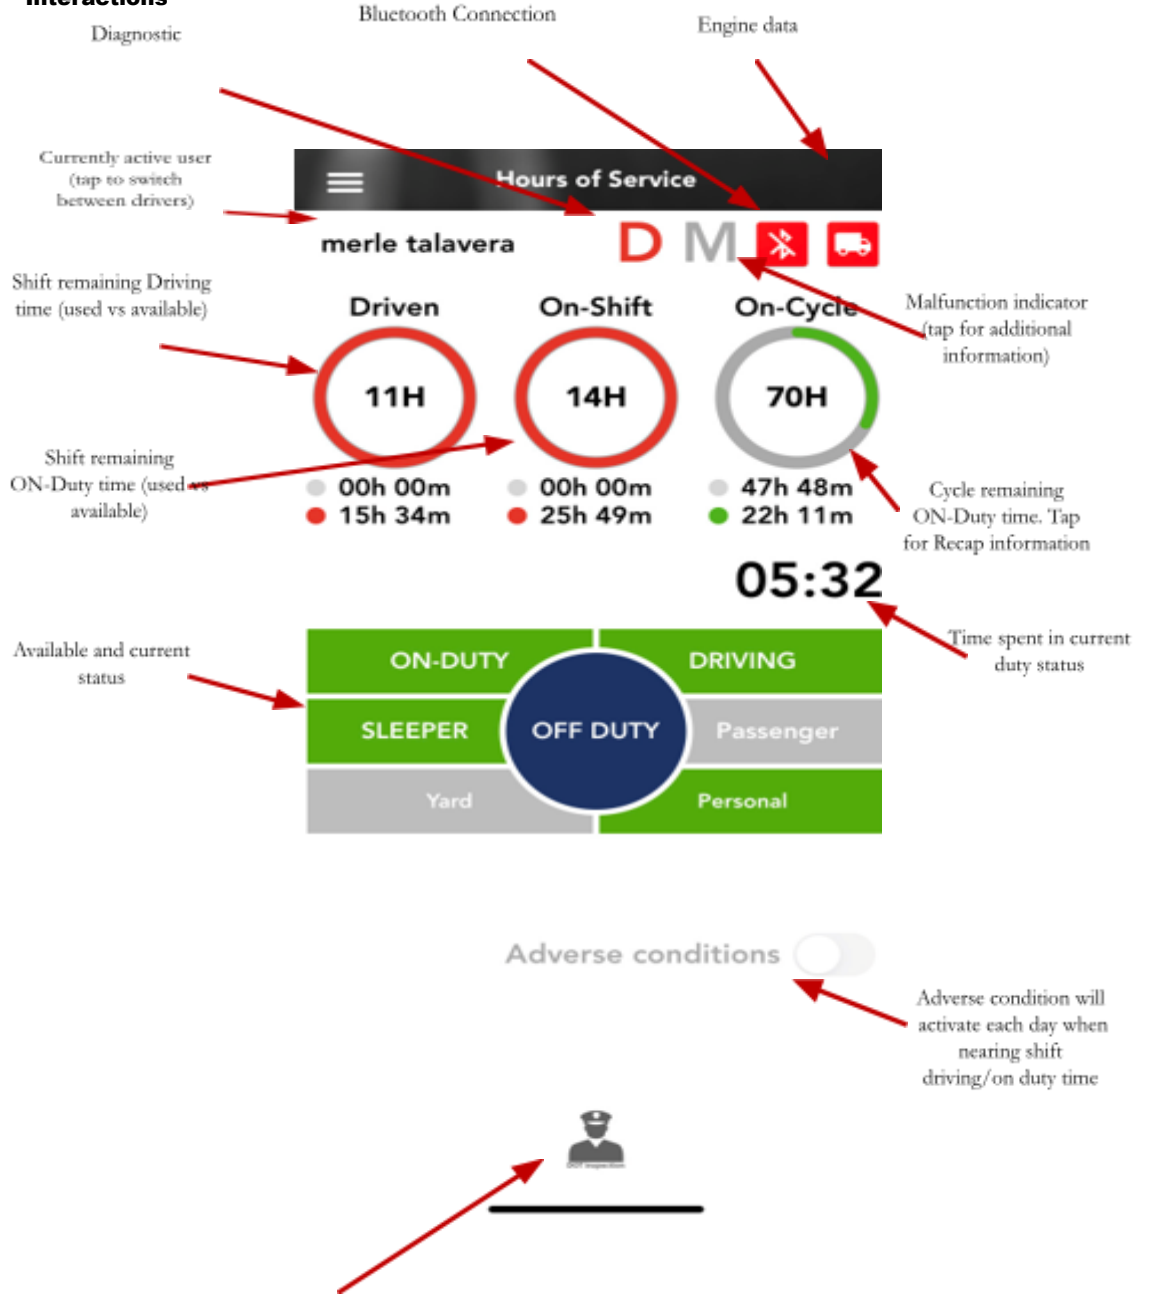 Interactions
Diagnostic
Bluetooth Connection
Engine data
Currently active user
(tap to switch
between drivers)
Hours of Service
merle talavera
D M
Shift remaining Driving
time (used vs available)
Malfunction indicator
(tap for additional
information)
Driven
On-Shift
On-Cycle
11H
14H
70H
Shift remaining
ON-Duty time (used vs
available)
00h 00m
15h 34m
00h 00m
25h 49m
47h 48m
22h 11m
Cycle remaining
ON-Duty time. Tap
for Recap information
05:32
Time spent in current
duty status
Available and current
status
ON-DUTY
DRIVING
SLEEPER
OFF DUTY
Passenger
Yard
Personal
Adverse conditions
Adverse condition will
activate each day when
nearing shift
driving/on duty time
DOT Inspection